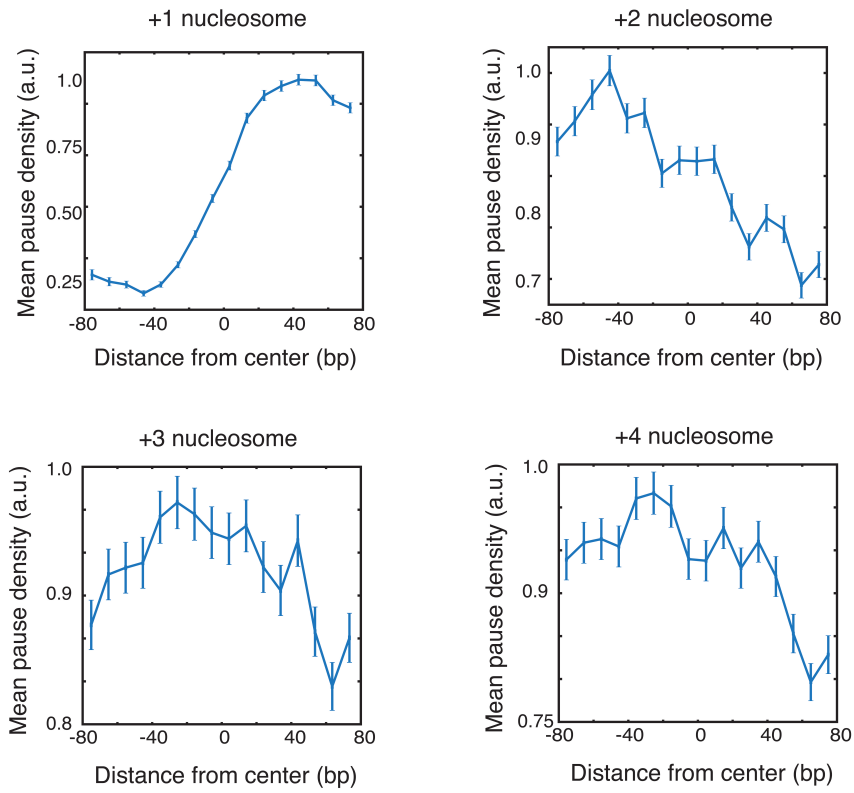 +1 nucleosome
Mean pause density (a.u.)
1.0
0.75
0.50
0.25
-80 -40 0 40 80
Distance from center (bp)
+2 nucleosome
Mean pause density (a.u.)
1.0
0.9
0.8
0.7
-80 -40 0 40 80
Distance from center (bp)
+3 nucleosome
Mean pause density (a.u.)
1.0
0.9
0.8
-80 -40 0 40 80
Distance from center (bp)
+4 nucleosome
Mean pause density (a.u.)
1.0
0.9
0.75
-80 -40 0 40 80
Distance from center (bp)